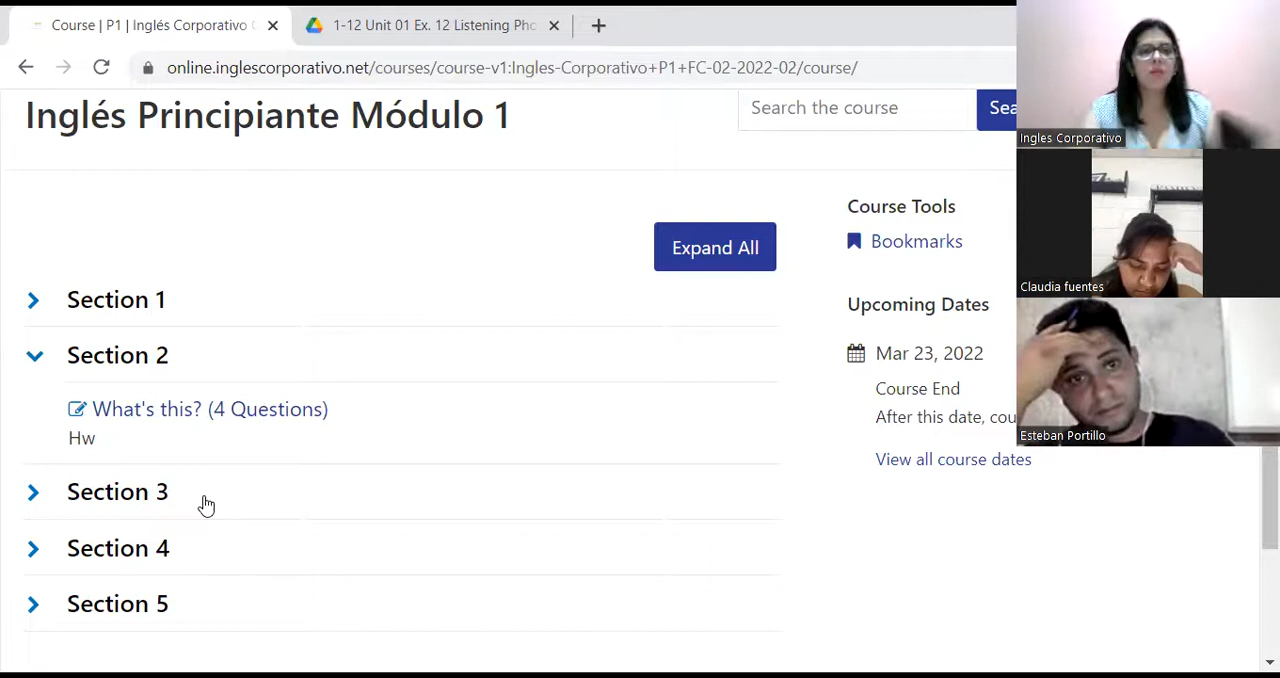 Course | P1 | Inglés Corporativo
1-12 Unit 01 Ex. 12 Listening Pho
online.inglescorporativo.net/courses/course-v1:Ingles-Corporativo+P1+FC-02-2022-02/course/
Inglés Principiante Módulo 1
Search the course
Sea
Expand All
Section 1
Section 2
What's this? (4 Questions)
Hw
Section 3
Section 4
Section 5
Course Tools
Bookmarks
Upcoming Dates
Mar 23, 2022
Course End
After this date, cou
View all course dates
Ingles Corporativo
Claudia fuentes
Esteban Portillo